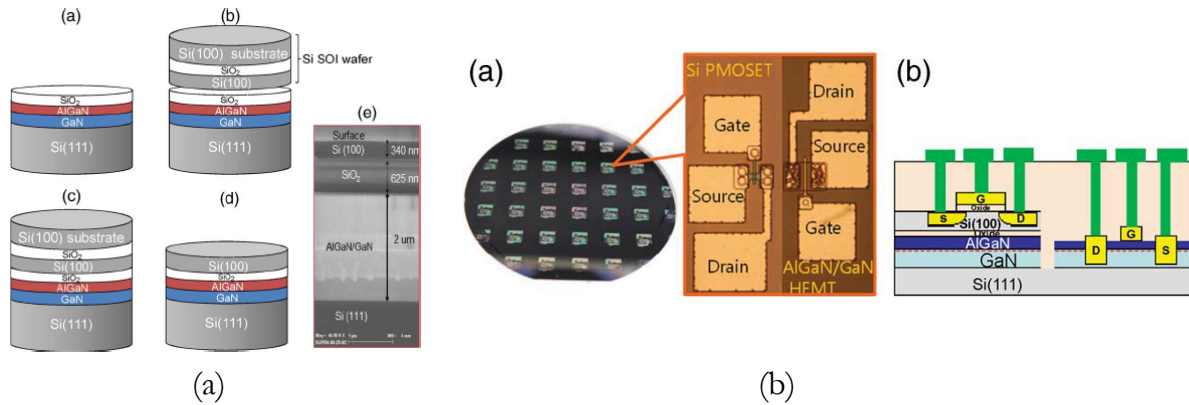 (a)
SiO2
AlGaN
GaN
Si(111)
(b)
Si(100) substrate
SiO2
Si(100)
Si SOI wafer
SiO2
AlGaN
GaN
Si(111)
(c)
Si(100) substrate
SiO2
Si(100)
SiO2
AlGaN
GaN
Si(111)
(d)
Si(100)
SiO2
AlGaN
GaN
Si(111)
(e)
Surface
Si (100)
340 nm
SiO2
625 nm
AlGaN/GaN
2 um
Si (111)
(a)
(a)
Si PMOSET
Gate
Source
Drain
Drain
Source
Gate
AlGaN/GaN
HEMT
(b)
G
Oxide
S
D
Si(100)
Oxide
AlGaN
GaN
Si(111)
D
G
S
(b)